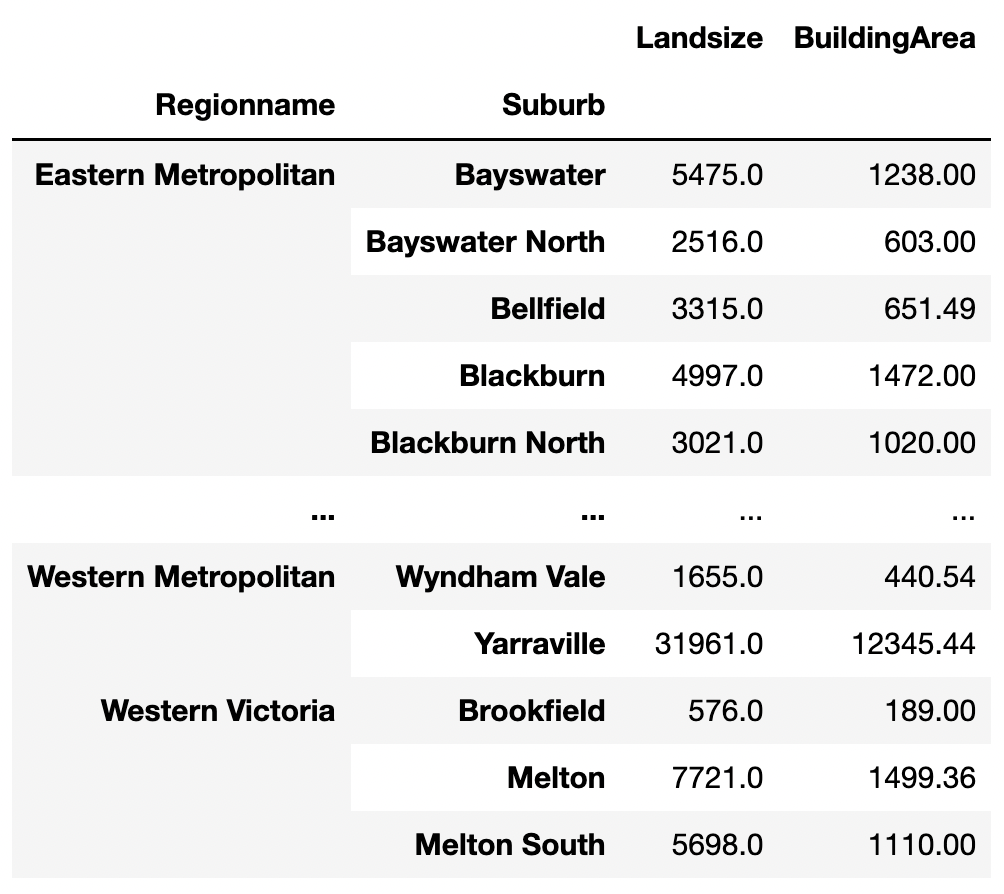 Landsize BuildingArea
Regionname Suburb
Eastern Metropolitan Bayswater 5475.0 1238.00
Bayswater North 2516.0 603.00
Bellfield 3315.0 651.49
Blackburn 4997.0 1472.00
Blackburn North 3021.0 1020.00
... ... ... ...
Western Metropolitan Wyndham Vale 1655.0 440.54
Yarraville 31961.0 12345.44
Western Victoria Brookfield 576.0 189.00
Melton 7721.0 1499.36
Melton South 5698.0 1110.00